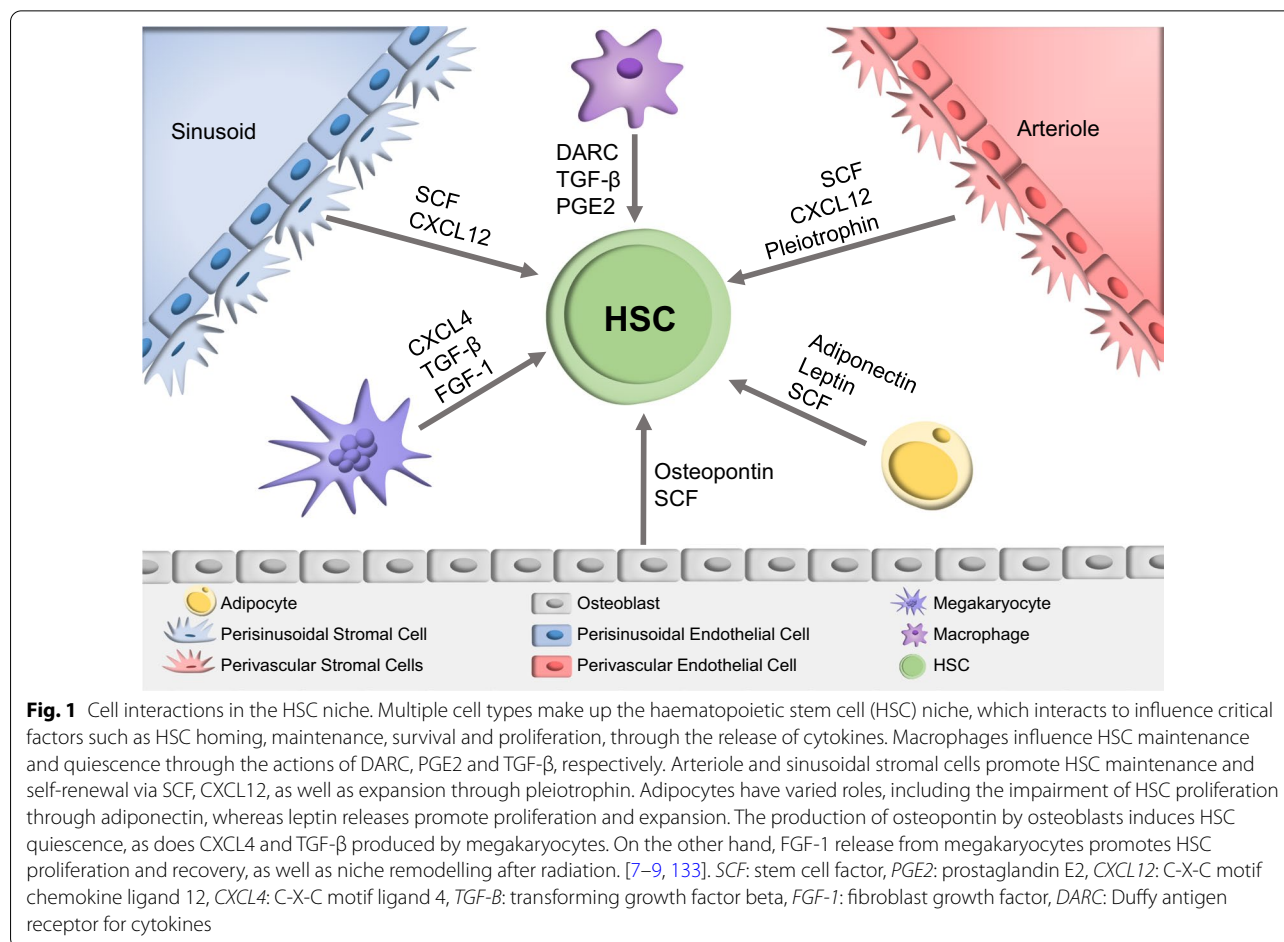 Sinusoid
Arteriole
DARC
TGF-β
PGE2
SCF
CXCL12
SCF
CXCL12
Pleiotrophin
HSC
CXCL4
TGF-β
FGF-1
Adiponectin
Leptin
SCF
Osteopontin
SCF
Adipocyte
Osteoblast
Megakaryocyte
Perisinusoidal Stromal Cell
Perisinusoidal Endothelial Cell
Macrophage
Perivascular Stromal Cells
Perivascular Endothelial Cell
HSC
Fig. 1 Cell interactions in the HSC niche. Multiple cell types make up the haematopoietic stem cell (HSC) niche, which interacts to influence critical
factors such as HSC homing, maintenance, survival and proliferation, through the release of cytokines. Macrophages influence HSC maintenance
and quiescence through the actions of DARC, PGE2 and TGF-β, respectively. Arteriole and sinusoidal stromal cells promote HSC maintenance and
self-renewal via SCF, CXCL12, as well as expansion through pleiotrophin. Adipocytes have varied roles, including the impairment of HSC proliferation
through adiponectin, whereas leptin releases promote proliferation and expansion. The production of osteopontin by osteoblasts induces HSC
quiescence, as does CXCL4 and TGF-β produced by megakaryocytes. On the other hand, FGF-1 release from megakaryocytes promotes HSC
proliferation and recovery, as well as niche remodelling after radiation. [7–9, 133]. SCF: stem cell factor, PGE2: prostaglandin E2, CXCL12: C-X-C motif
chemokine ligand 12, CXCL4: C-X-C motif ligand 4, TGF-B: transforming growth factor beta, FGF-1: fibroblast growth factor, DARC: Duffy antigen
receptor for cytokines